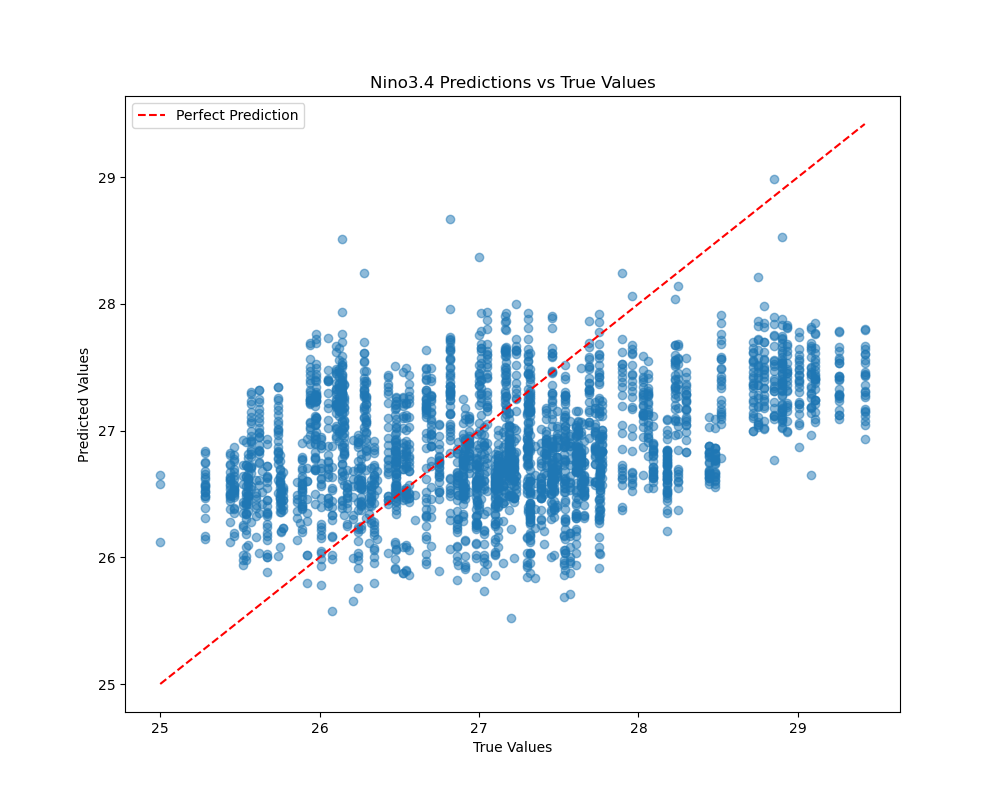 Nino3.4 Predictions vs True Values
Perfect Prediction
Predicted Values
29
28
27
26
25
25 26 27 28 29
True Values